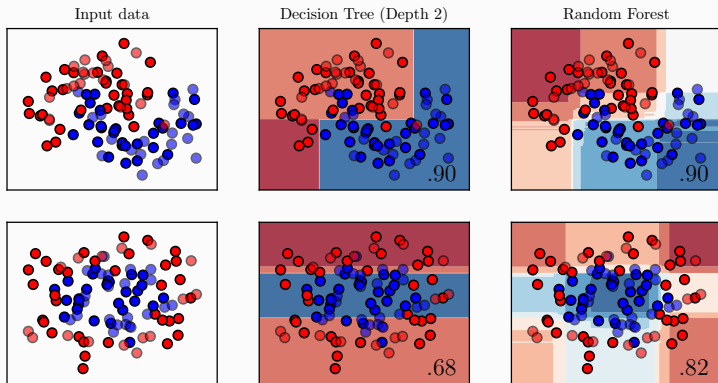 Input data
Decision Tree (Depth 2)
Random Forest
.90
.90
.68
.82